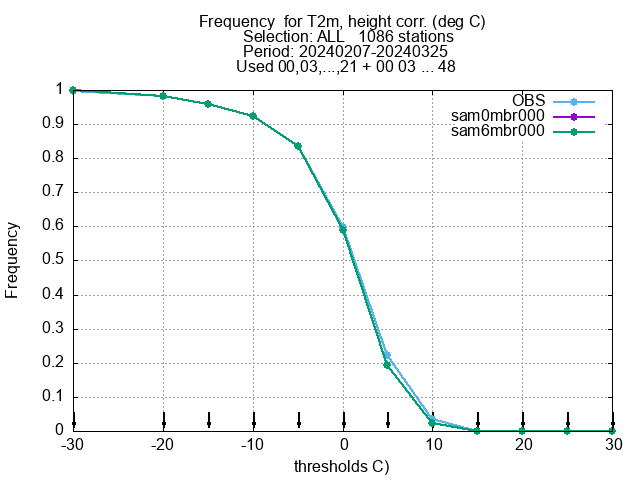 Frequency  for T2m, height corr. (deg C)
Selection: ALL   1086 stations
Period: 20240207-20240325
Used 00,03,...,21 + 00 03 ... 48
OBS
sam0mbr000
sam6mbr000
Frequency
1
0.9
0.8
0.7
0.6
0.5
0.4
0.3
0.2
0.1
0
-30 -20 -10 0 10 20 30
thresholds C)